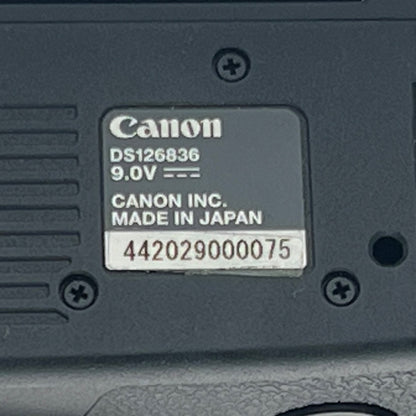 Canon
DS126836
9.0V ⎓
CANON INC.
MADE IN JAPAN
442029000075